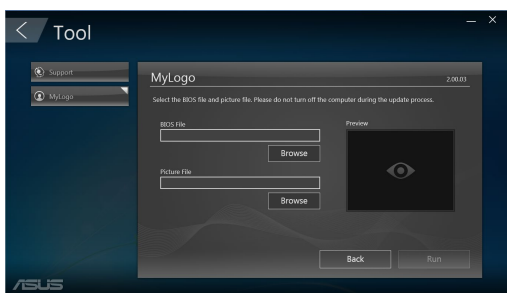 Tool
Support
MyLogo
MyLogo
2.00.03
Select the BIOS file and picture file. Please do not turn off the computer during the update process.
BIOS File
Browse
Picture File
Browse
Preview
Back
Run
ASUS